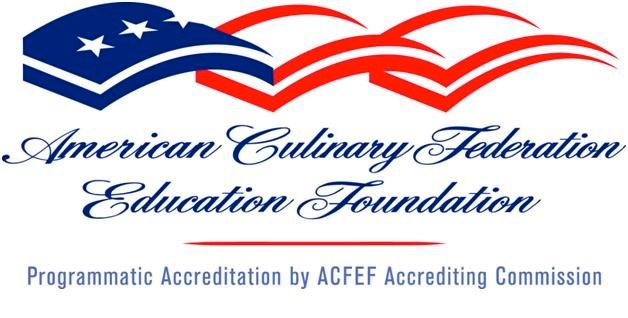 American Culinary Federation
Education Foundation
Programmatic Accreditation by ACFEF Accrediting Commission